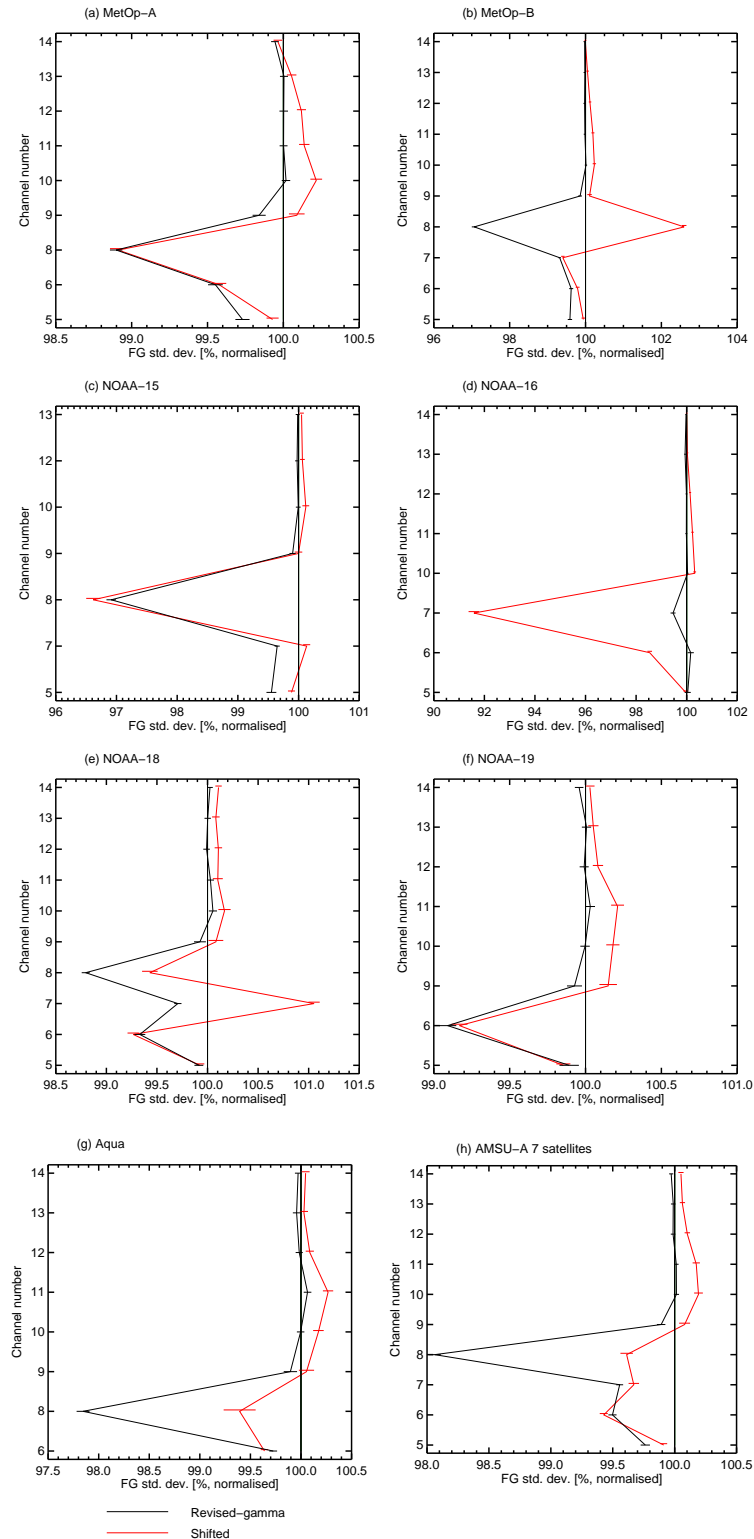 (a) MetOp−A
14
13
12
11
10
9
8
6
5
98.5 99.0 99.5 100.0 100.5
FG std. dev. [%, normalised]
Channel number
(b) MetOp−B
14
13
12
11
10
9
8
7
6
5
96 98 100 102 104
FG std. dev. [%, normalised]
Channel number
(c) NOAA−15
13
12
10
9
8
7
5
96 97 98 99 100 101
FG std. dev. [%, normalised]
Channel number
(d) NOAA−16
14
13
12
11
10
7
6
5
90 92 94 96 98 100 102
FG std. dev. [%, normalised]
Channel number
(e) NOAA−18
14
13
12
11
10
9
8
7
6
5
98.5 99.0 99.5 100.0 100.5 101.0 101.5
FG std. dev. [%, normalised]
Channel number
(f) NOAA−19
14
13
12
11
10
9
6
5
99.0 99.5 100.0 100.5 101.0
FG std. dev. [%, normalised]
Channel number
(g) Aqua
14
13
12
11
10
9
8
6
97.5 98.0 98.5 99.0 99.5 100.0 100.5
FG std. dev. [%, normalised]
Channel number
(h) AMSU−A 7 satellites
14
13
12
11
10
9
8
7
6
5
98.0 98.5 99.0 99.5 100.0 100.5
FG std. dev. [%, normalised]
Channel number
Revised−gamma
Shifted